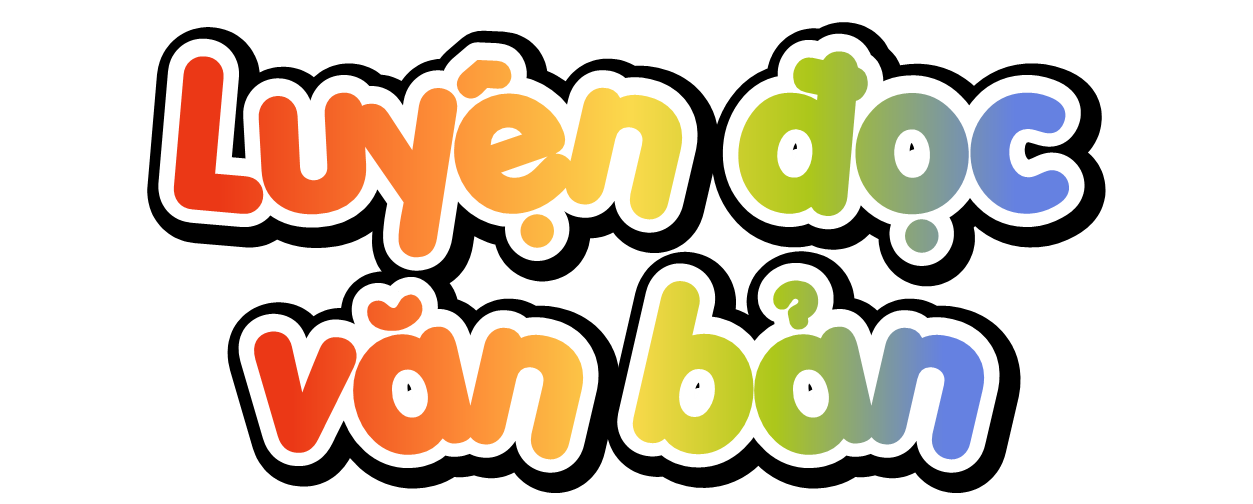 Luyện đọc
văn bản